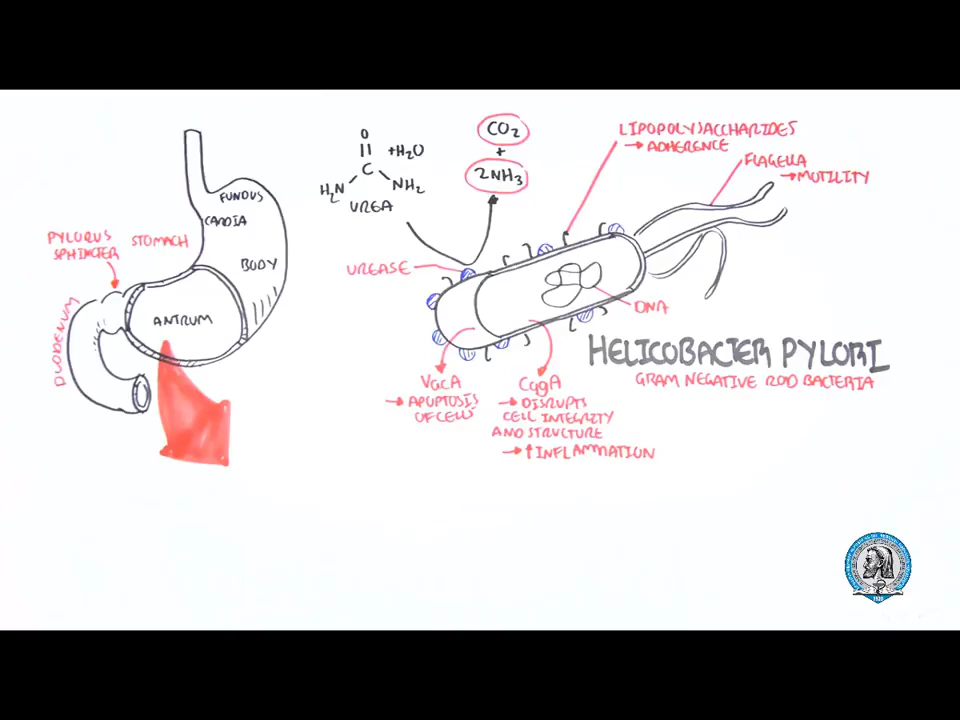 FUNDUS
CARDIA
BODY
STOMACH
PYLORUS
SPHINCTER
ANTRUM
DUODENUM
O
C
+H2O
H2N
NH2
UREA
CO2
+
2NH3
UREASE
LIPOPOLYSACCHARIDES
→ ADHERENCE
FLAGELLA
→ MOTILITY
DNA
HELICOBACTER PYLORI
GRAM NEGATIVE ROD BACTERIA
VacA
→ APOPTOSIS
OF CELLS
CagA
→ DISRUPTS
CELL INTEGRITY
AND STRUCTURE
→ ↑ INFLAMMATION